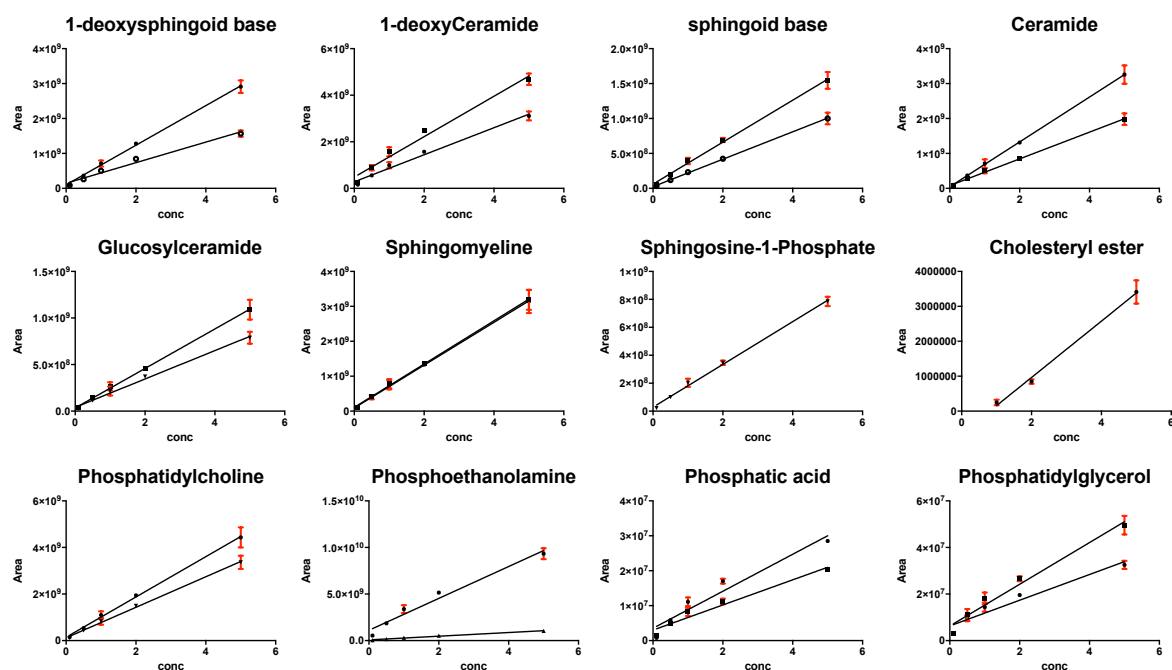 1-deoxysphingoid base
4×10⁹
3×10⁹
2×10⁹
1×10⁹
0
Area
0 2 4 6
conc
1-deoxyCeramide
6×10⁹
4×10⁹
2×10⁹
0
Area
0 2 4 6
conc
sphingoid base
2.0×10⁹
1.5×10⁹
1.0×10⁹
5.0×10⁸
0.0
Area
0 2 4 6
conc
Ceramide
4×10⁹
3×10⁹
2×10⁹
1×10⁹
0
Area
0 2 4 6
conc
Glucosylceramide
1.5×10⁹
1.0×10⁹
5.0×10⁸
0.0
Area
0 2 4 6
conc
Sphingomyeline
4×10⁹
3×10⁹
2×10⁹
1×10⁹
0
Area
0 2 4 6
conc
Sphingosine-1-Phosphate
1×10⁹
8×10⁸
6×10⁸
4×10⁸
2×10⁸
0
Area
0 2 4 6
conc
Cholesteryl ester
4000000
3000000
2000000
1000000
0
Area
0 2 4 6
conc
Phosphatidylcholine
6×10⁹
4×10⁹
2×10⁹
0
Area
0 2 4 6
conc
Phosphoethanolamine
1.5×10¹⁰
1.0×10¹⁰
5.0×10⁹
0.0
Area
0 2 4 6
conc
Phosphatic acid
4×10⁷
3×10⁷
2×10⁷
1×10⁷
0
Area
0 2 4 6
conc
Phosphatidylglycerol
6×10⁷
4×10⁷
2×10⁷
0
Area
0 2 4 6
conc